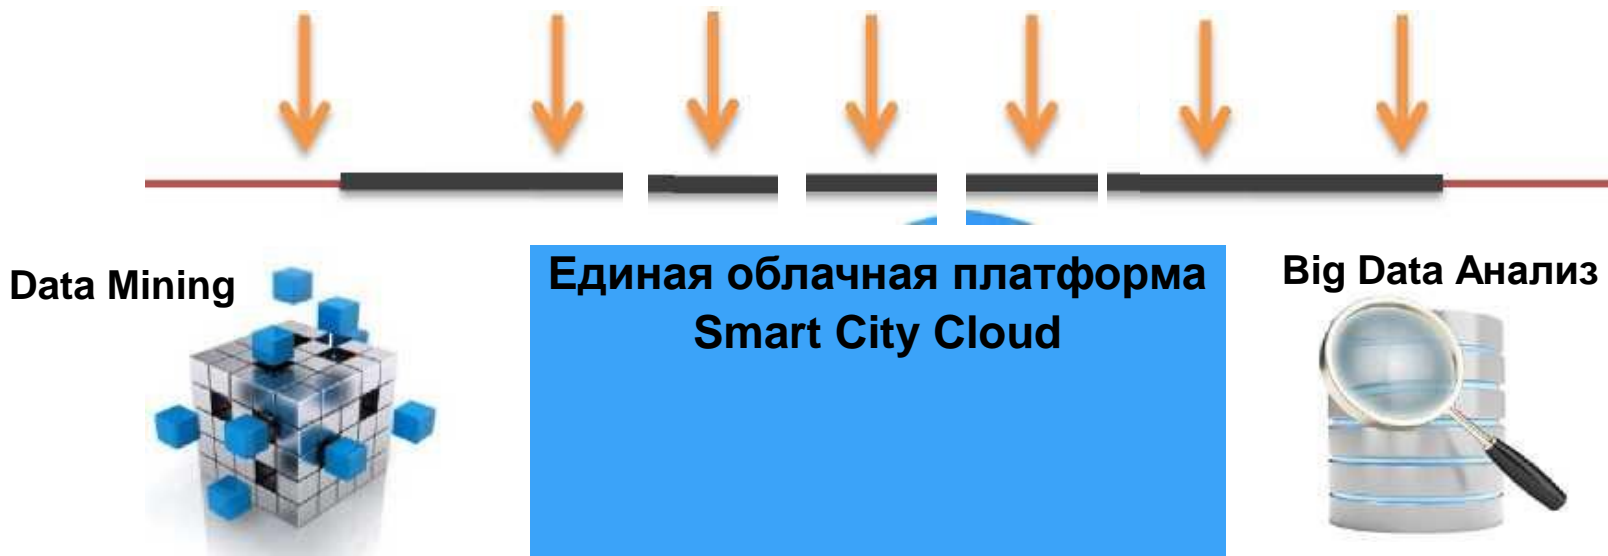 Data Mining
Единая облачная платформа
Smart City Cloud
Big Data Анализ